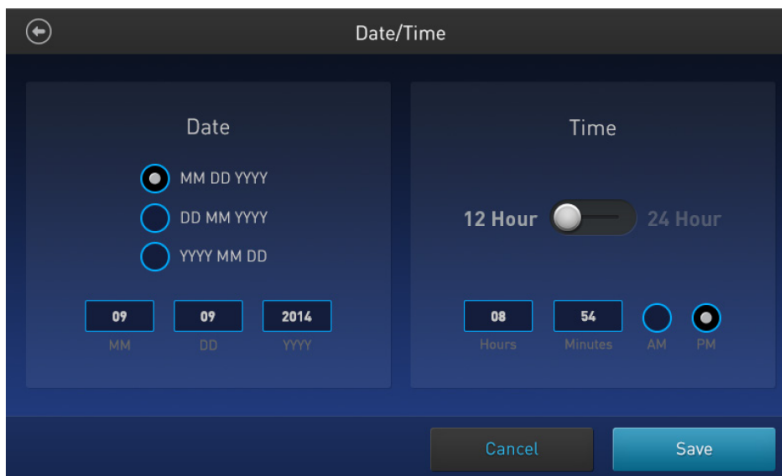 Date/Time
Date
MM DD YYYY
DD MM YYYY
YYYY MM DD
09 09 2014
MM DD YYYY
Time
12 Hour 24 Hour
08 54
Hours Minutes AM PM
Cancel Save